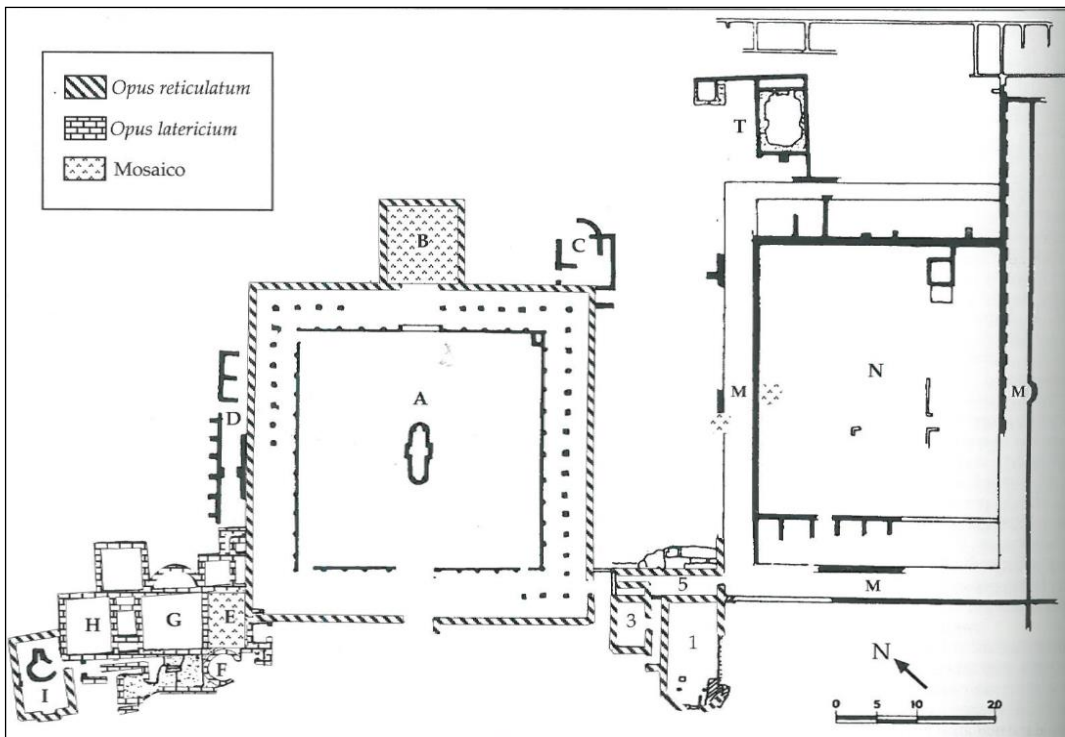 Opus reticulatum
Opus latericium
Mosaico
T
B
C
A
M
N
M
D
5
M
H
G
E
3
1
F
I
N
0 5 10 20